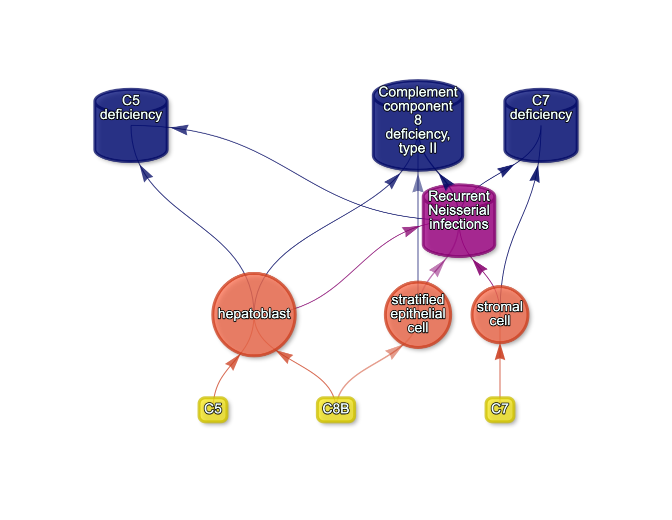 C5
deficiency
Complement
component
8
deficiency,
type II
C7
deficiency
Recurrent
Neisserial
infections
hepatoblast
stratified
epithelial
cell
stromal
cell
C5
C8B
C7